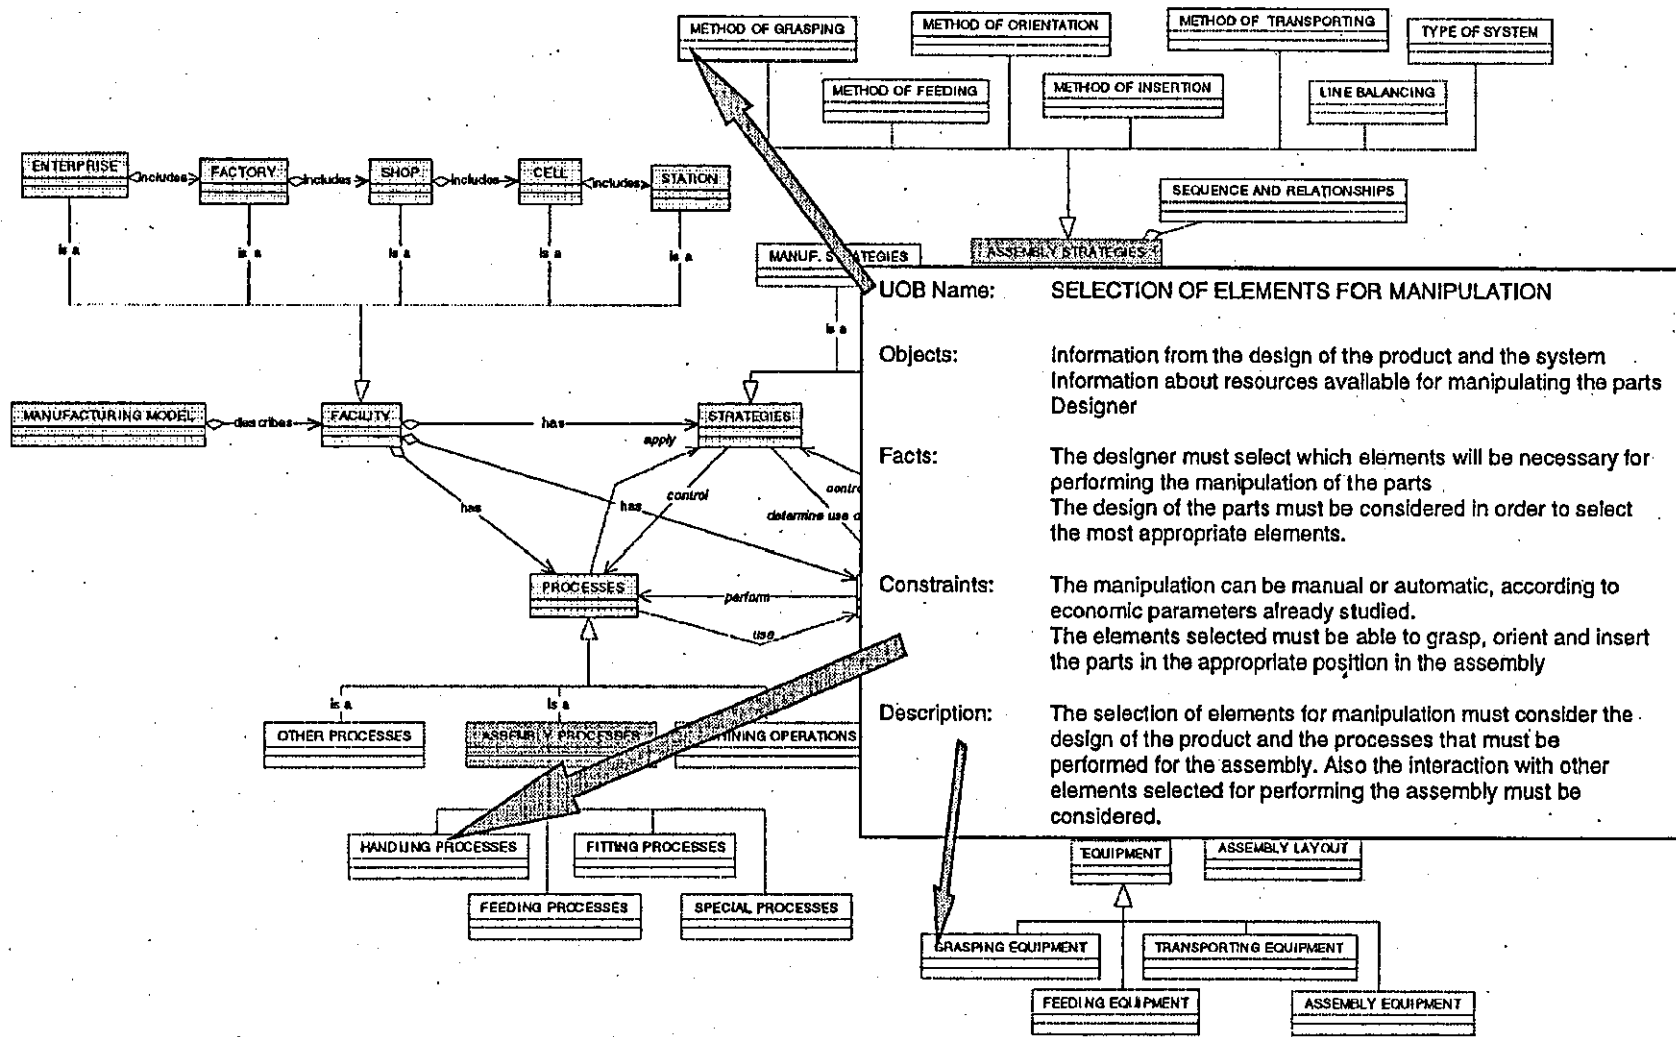 METHOD OF GRASPING
METHOD OF ORIENTATION
METHOD OF TRANSPORTING
TYPE OF SYSTEM
METHOD OF FEEDING
METHOD OF INSERTION
LINE BALANCING
ENTERPRISE
includes
FACTORY
includes
SHOP
includes
CELL
includes
STATION
SEQUENCE AND RELATIONSHIPS
is a
is a
is a
is a
is a
MANUF. STRATEGIES
ASSEMBLY STRATEGIES
is a
UOB Name: SELECTION OF ELEMENTS FOR MANIPULATION
Objects: Information from the design of the product and the system
Information about resources available for manipulating the parts
Designer
Facts: The designer must select which elements will be necessary for
performing the manipulation of the parts
The design of the parts must be considered in order to select
the most appropriate elements.
Constraints: The manipulation can be manual or automatic, according to
economic parameters already studied.
The elements selected must be able to grasp, orient and insert
the parts in the appropriate position in the assembly
Description: The selection of elements for manipulation must consider the
design of the product and the processes that must be
performed for the assembly. Also the interaction with other
elements selected for performing the assembly must be
considered.
MANUFACTURING MODEL
describes
FACILITY
has
STRATEGIES
apply
control
has
has
determine use
PROCESSES
perform
use
is a
is a
OTHER PROCESSES
ASSEMBLY PROCESSES
OPERATIONS
HANDLING PROCESSES
FITTING PROCESSES
FEEDING PROCESSES
SPECIAL PROCESSES
EQUIPMENT
ASSEMBLY LAYOUT
GRASPING EQUIPMENT
TRANSPORTING EQUIPMENT
FEEDING EQUIPMENT
ASSEMBLY EQUIPMENT